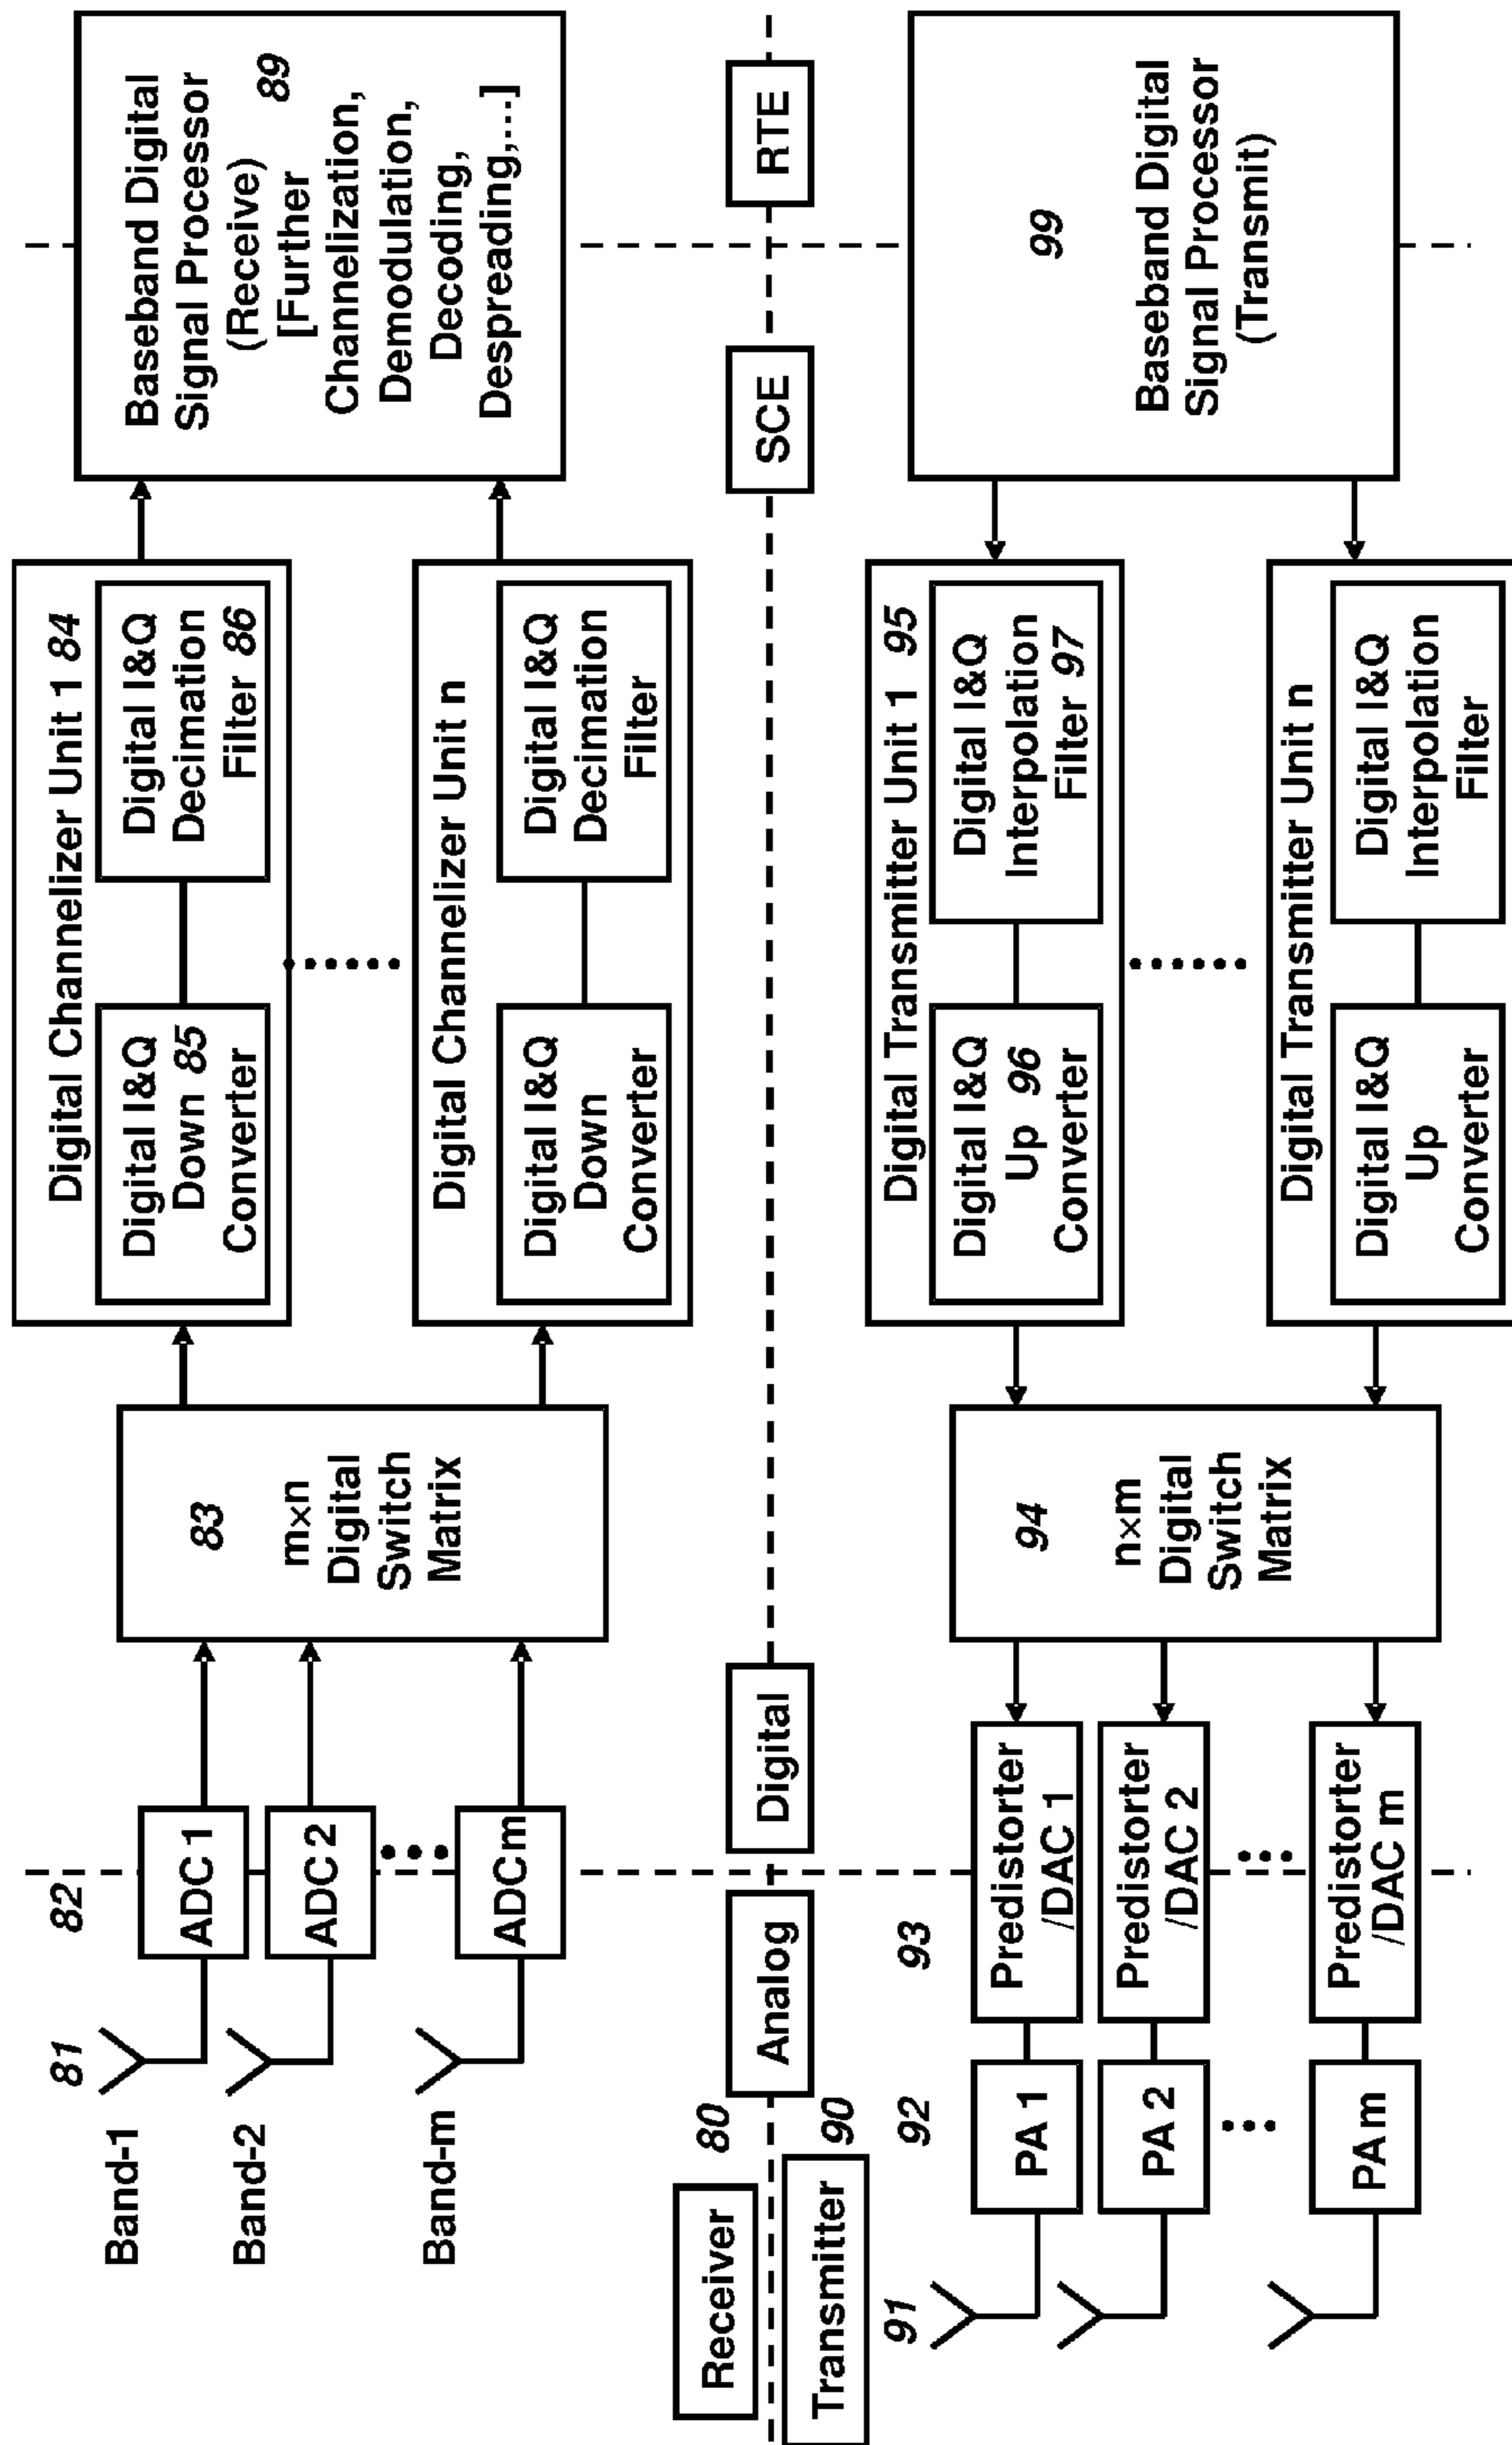 Band-1
Band-2
Band-m
81
82
ADC 1
ADC 2
ADC m
83
m×n
Digital
Switch
Matrix
Digital Channelizer Unit 1 84
Digital I&Q
Down 85
Converter
Digital I&Q
Decimation
Filter 86
Digital Channelizer Unit n
Digital I&Q
Down
Converter
Digital I&Q
Decimation
Filter
Baseband Digital
Signal Processor
(Receive) 89
[Further
Channelization,
Demodulation,
Decoding,
Despreading,...]
Receiver
80
Transmitter
90
Analog
Digital
SCE
RTE
91
92
93
PA 1
PA 2
PA m
Predistorter
/DAC 1
Predistorter
/DAC 2
Predistorter
/DAC m
94
n×m
Digital
Switch
Matrix
Digital Transmitter Unit 1 95
Digital I&Q
Up 96
Converter
Digital I&Q
Interpolation
Filter 97
Digital Transmitter Unit n
Digital I&Q
Up
Converter
Digital I&Q
Interpolation
Filter
99
Baseband Digital
Signal Processor
(Transmit)